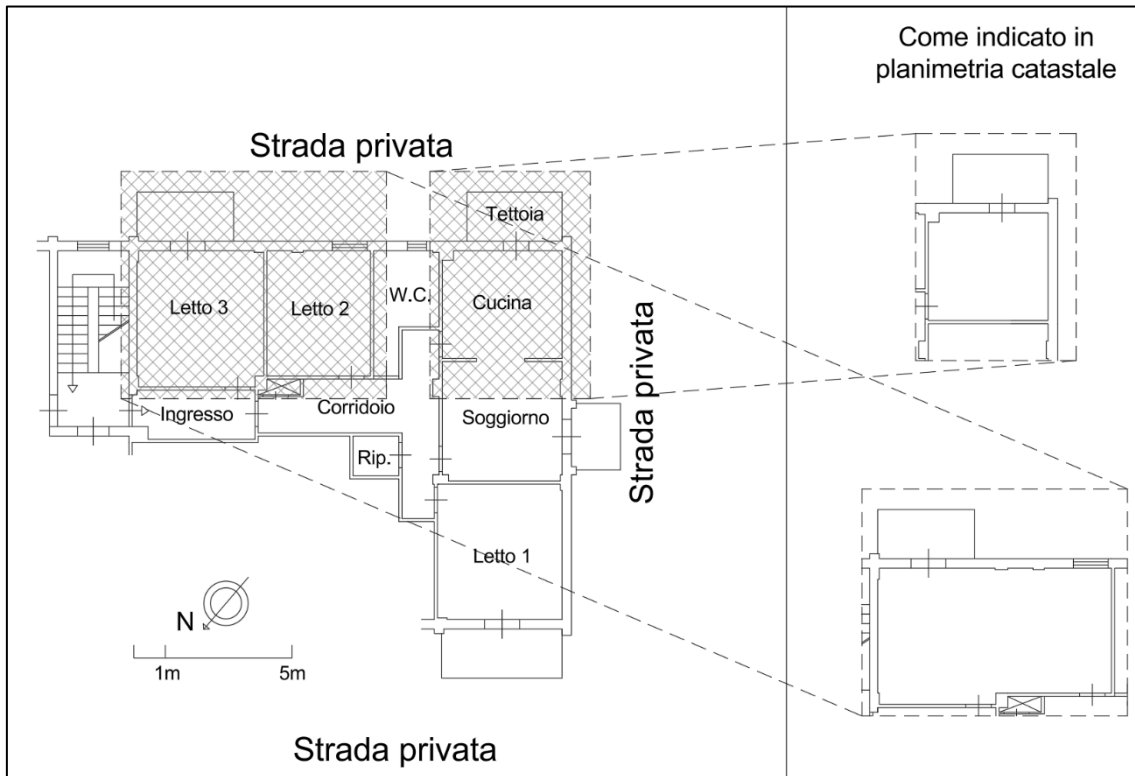 Come indicato in
planimetria catastale
Strada privata
Tettoia
Letto 3
Letto 2
W.C.
Cucina
Strada privata
Ingresso
Corridoio
Soggiorno
Rip.
Letto 1
N
1m
5m
Strada privata